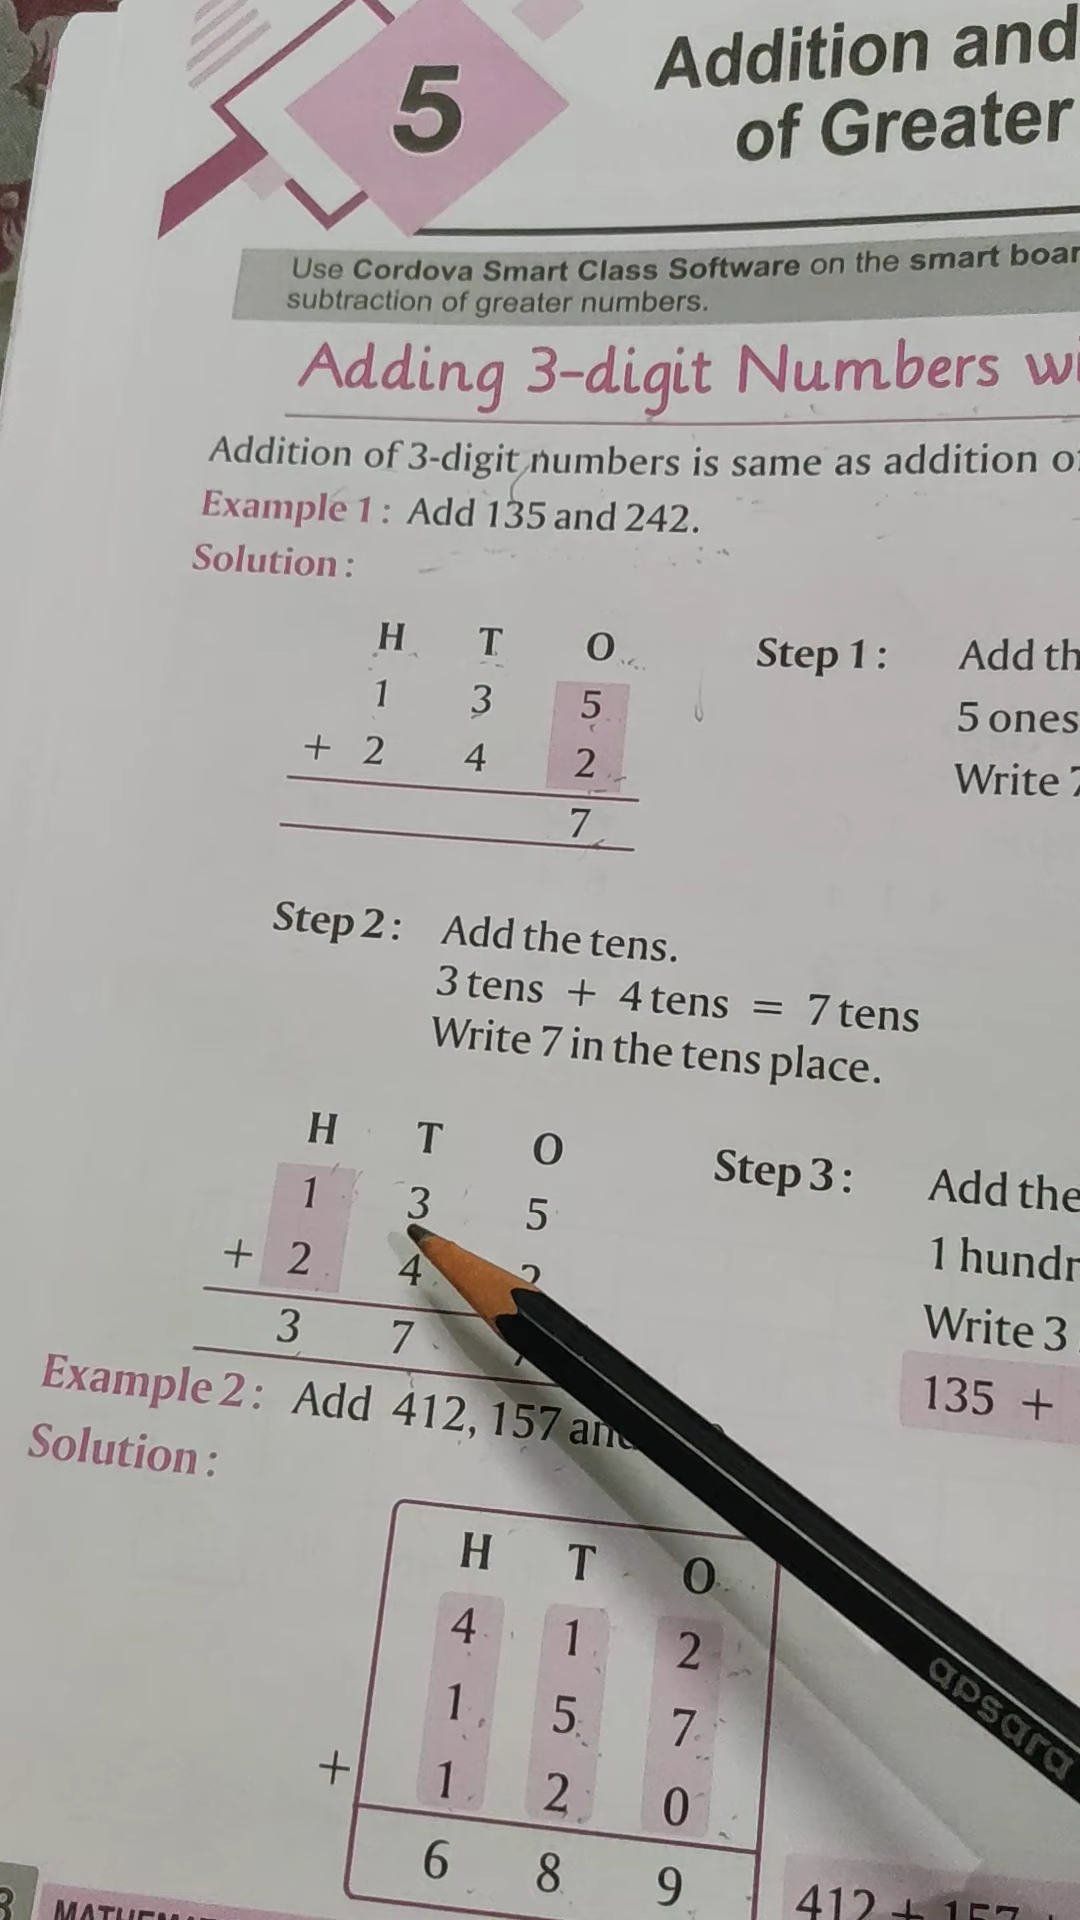 5
Addition and
of Greater
Use Cordova Smart Class Software on the smart
subtraction of greater numbers.
Adding 3-digit Numbers
Addition of 3-digit numbers is same as addition
Example 1: Add 135 and 242.
Solution:
H T O
1 3 5
+ 2 4 2
7
Step 1: Add
5 ones
Write 7
Step 2: Add the tens.
3 tens + 4 tens = 7 tens
Write 7 in the tens place.
H T O
1 3 5
+ 2 4 2
3 7
Step 3: Add the
1
Write 3
135 +
Example 2: Add 412, 157 and
Solution:
H T O
4 1 2
1 5 7
+ 1 2 0
6 8 9
412 + 157
apsara